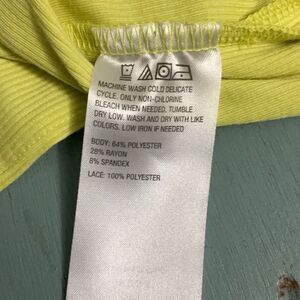 MACHINE WASH COLD DELICATE
CYCLE. ONLY NON-CHLORINE
BLEACH WHEN NEEDED. TUMBLE
DRY LOW. WASH AND DRY WITH LIKE
COLORS. LOW IRON IF NEEDED
BODY: 64% POLYESTER
28% RAYON
8% SPANDEX
LACE: 100% POLYESTER